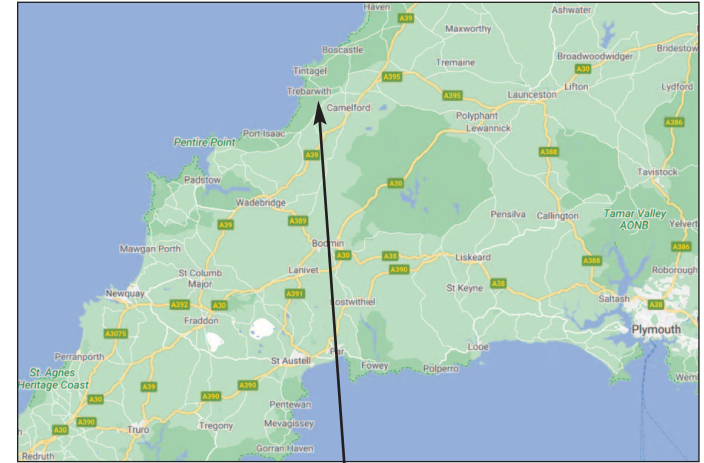 Haven
Ashwater
A39
Maxworthy
Bridestow
Boscastle
Broadwoodwidger
Tremaine
A30
Tintagel
A395
Lifton
Lydford
Trebarwith
A395
Launceston
Camelford
Polyphant
A386
Port Isaac
Lewannick
Pentire Point
A388
A39
Tavistock
Padstow
A30
Wadebridge
Tamar Valley
AONB
Pensilva
Callington
A39
A389
Yelvert
Mawgan Porth
Bodmin
A386
A30
A38
Liskeard
A388
St Columb
Major
Lanivet
A390
Roborough
Newquay
A391
St Keyne
A38
A392
A30
Lostwithiel
Saltash
A38
Fraddon
Plymouth
A3075
Looe
Perranporth
Par
St Austell
Fowey
Polperro
St. Agnes
Heritage Coast
A39
A390
Wem
A30
A390
Pentewan
A390
Mevagissey
A30
Truro
Tregony
Gorran Haven
Redruth